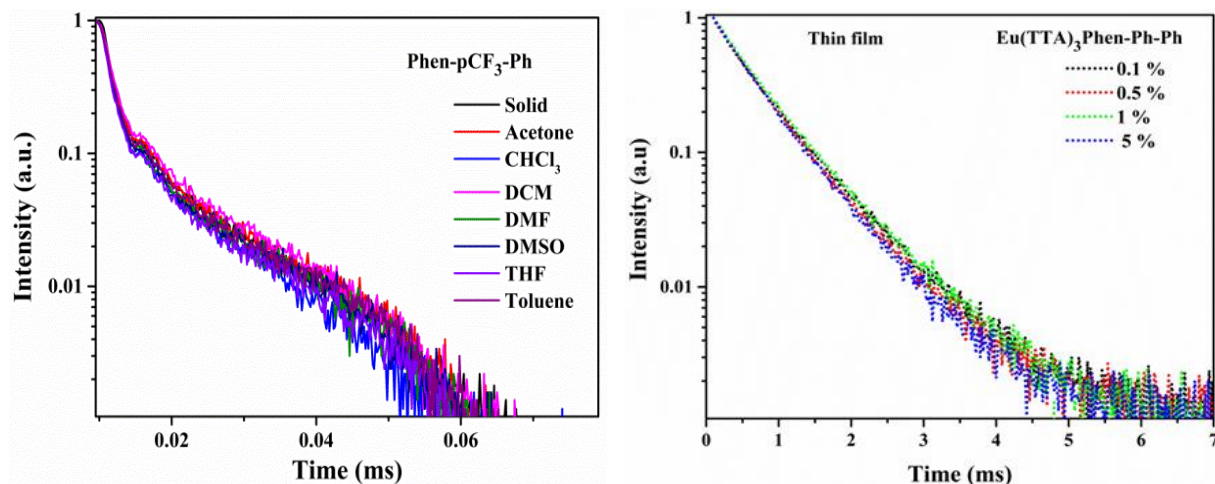 Phen-pCF₃-Ph
Solid
Acetone
CHCl₃
DCM
DMF
DMSO
THF
Toluene
Intensity (a.u.)
1
0.1
0.01
0.02 0.04 0.06
Time (ms)
Thin film
Eu(TTA)₃Phen-Ph-Ph
0.1 %
0.5 %
1 %
5 %
Intensity (a.u)
1
0.1
0.01
0 1 2 3 4 5 6 7
Time (ms)